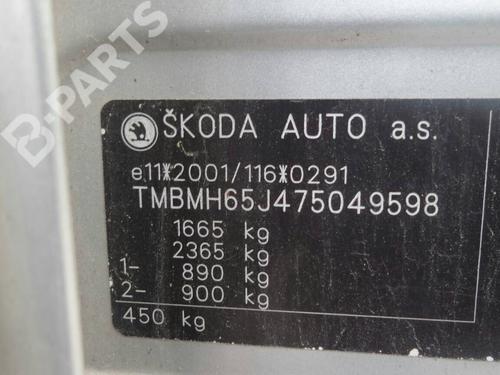 B-PARTS
ŠKODA AUTO a.s.
e11*2001/116*0291
TMBMH65J475049598
1665 kg
2365 kg
1- 890 kg
2- 900 kg
450 kg